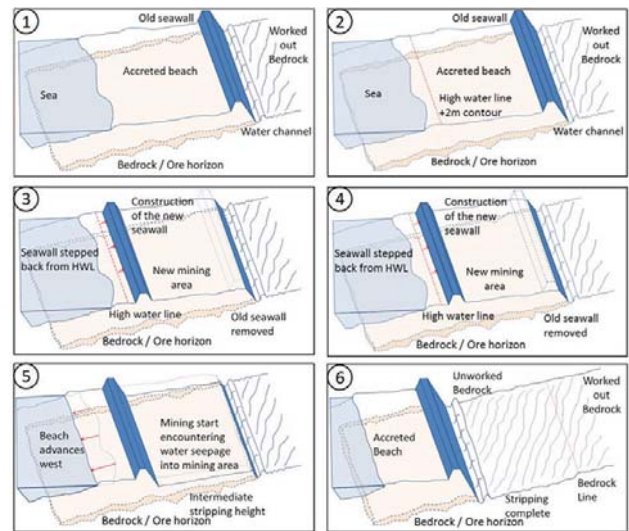 1
Old seawall
Worked
out
Bedrock
Accreted beach
Sea
Water channel
Bedrock / Ore horizon
2
Old seawall
Worked
out
Bedrock
Accreted beach
Sea
High water line
+2m contour
Water channel
Bedrock / Ore horizon
3
Construction
of the new
seawall
Seawall stepped
back from HWL
New mining
area
High water line
Old seawall
removed
Bedrock / Ore horizon
4
Construction
of the new
seawall
Seawall stepped
back from HWL
New mining
area
High water line
Old seawall
removed
Bedrock / Ore horizon
5
Beach
advances
west
Mining start
encountering
water seepage
into mining area
Intermediate
stripping height
Bedrock / Ore horizon
6
Unworked
Bedrock
Worked
out
Bedrock
Accreted
Beach
Bedrock
Line
Stripping
complete
Bedrock / Ore horizon